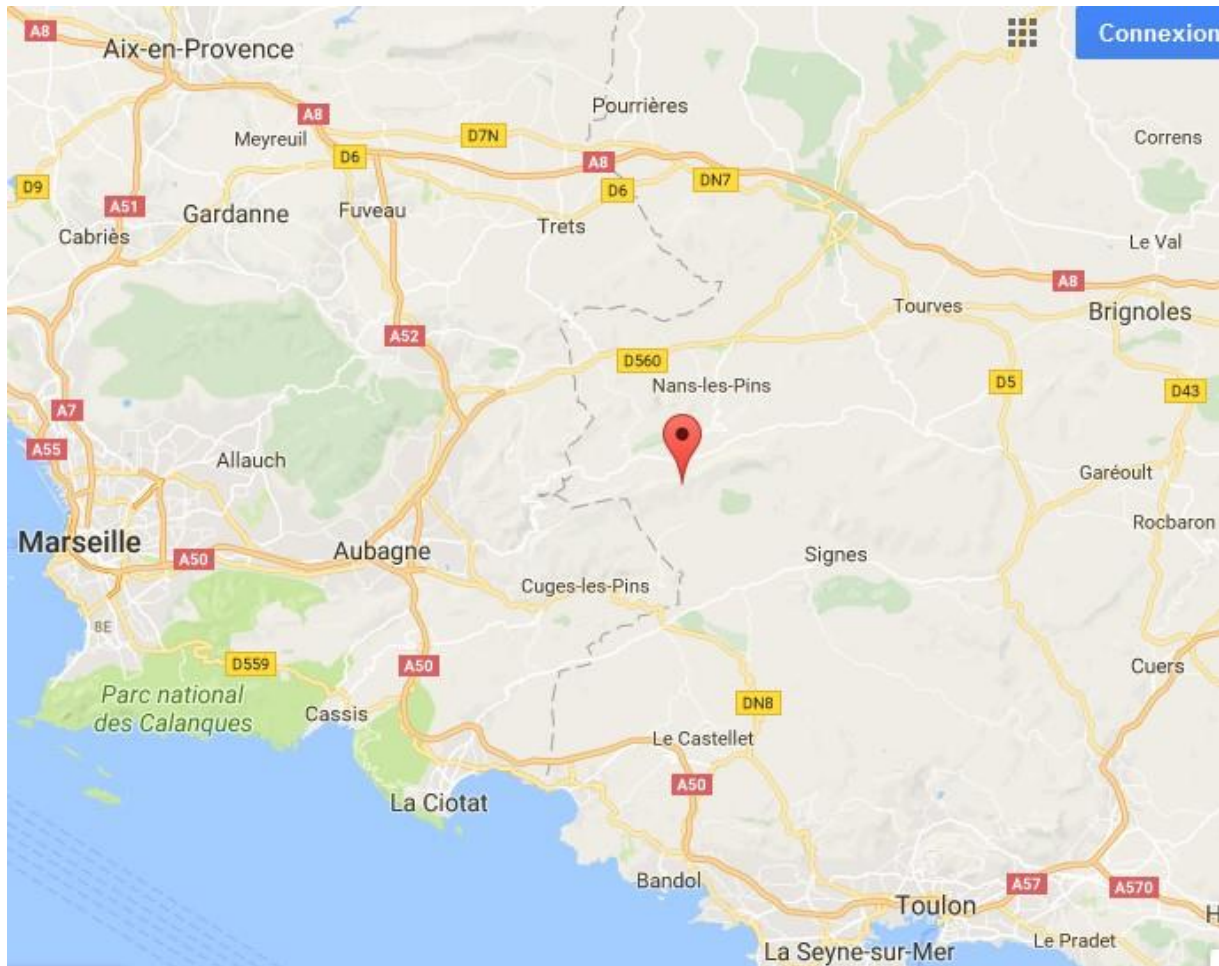 A8
Connexion
Aix-en-Provence
Pourrières
A8
Meyreuil
D7N
Correns
D6
A8
D9
D6
DN7
A51
Gardanne
Fuveau
Trets
Cabriès
Le Val
A8
Tourves
Brignoles
A52
D560
Nans-les-Pins
D5
D43
A7
A55
Allauch
Garéoult
Rocbaron
Marseille
A50
Aubagne
Signes
Cuges-les-Pins
8E
D559
A50
Cuers
Parc national
des Calanques
Cassis
DN8
Le Castellet
A50
La Ciotat
Bandol
A57
A570
Toulon
H
Le Pradet
La Seyne-sur-Mer